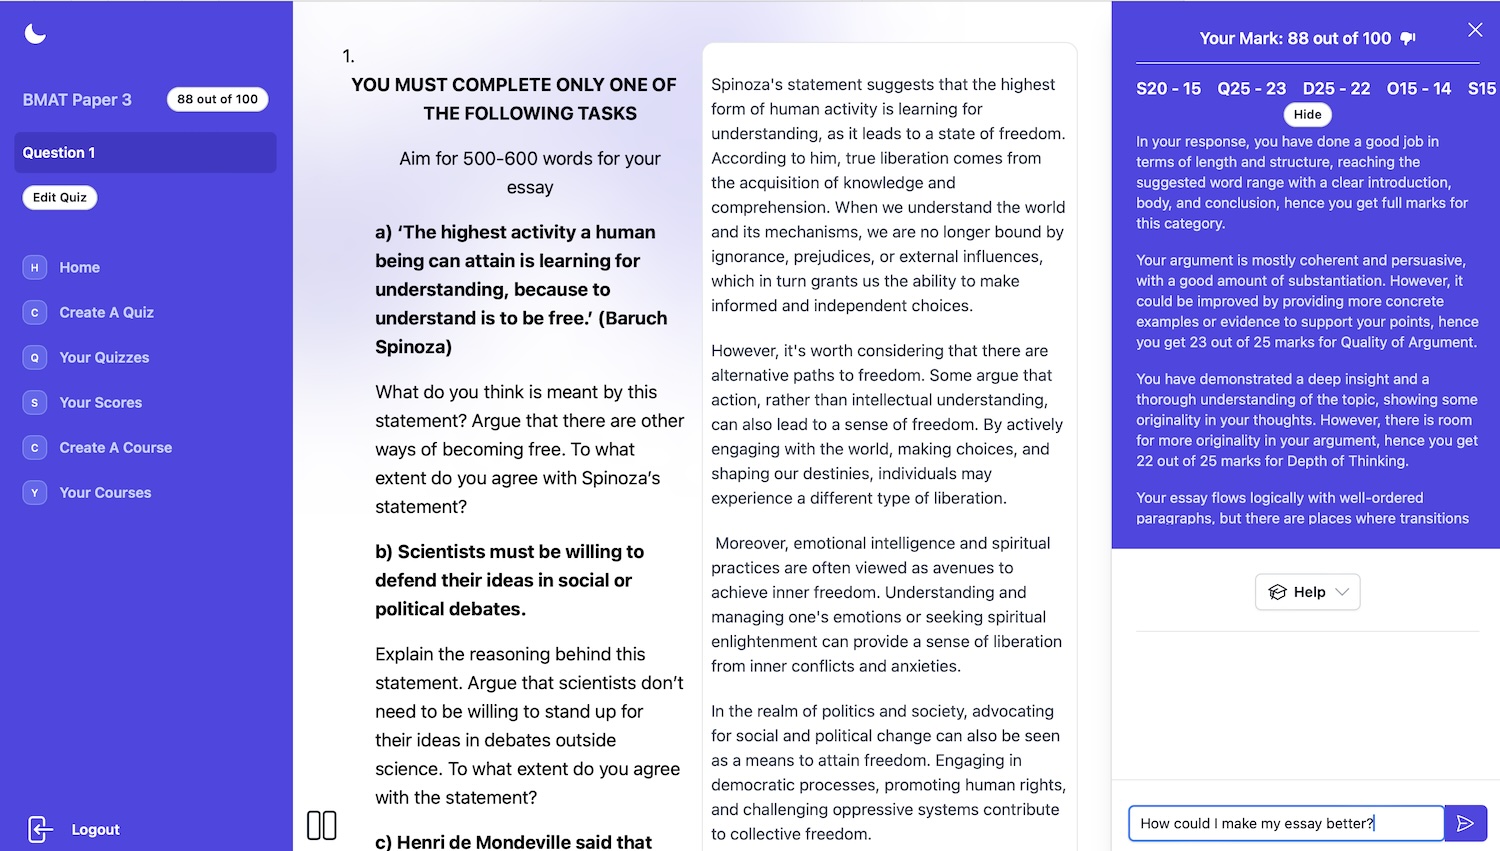 BMAT Paper 3
88 out of 100
Question 1
Edit Quiz
H Home
C Create A Quiz
Q Your Quizzes
S Your Scores
C Create A Course
Y Your Courses
Logout
1.
YOU MUST COMPLETE ONLY ONE OF
THE FOLLOWING TASKS
Aim for 500-600 words for your
essay
a) ‘The highest activity a human
being can attain is learning for
understanding, because to
understand is to be free.’ (Baruch
Spinoza)
What do you think is meant by this
statement? Argue that there are other
ways of becoming free. To what
extent do you agree with Spinoza’s
statement?
b) Scientists must be willing to
defend their ideas in social or
political debates.
Explain the reasoning behind this
statement. Argue that scientists don’t
need to be willing to stand up for
their ideas in debates outside
science. To what extent do you agree
with the statement?
c) Henri de Mondeville said that
Spinoza's statement suggests that the highest
form of human activity is learning for
understanding, as it leads to a state of freedom.
According to him, true liberation comes from
the acquisition of knowledge and
comprehension. When we understand the world
and its mechanisms, we are no longer bound by
ignorance, prejudices, or external influences,
which in turn grants us the ability to make
informed and independent choices.
However, it's worth considering that there are
alternative paths to freedom. Some argue that
action, rather than intellectual understanding,
can also lead to a sense of freedom. By actively
engaging with the world, making choices, and
shaping our destinies, individuals may
experience a different type of liberation.
Moreover, emotional intelligence and spiritual
practices are often viewed as avenues to
achieve inner freedom. Understanding and
managing one's emotions or seeking spiritual
enlightenment can provide a sense of liberation
from inner conflicts and anxieties.
In the realm of politics and society, advocating
for social and political change can also be seen
as a means to attain freedom. Engaging in
democratic processes, promoting human rights,
and challenging oppressive systems contribute
to collective freedom.
Your Mark: 88 out of 100
S20 - 15 Q25 - 23 D25 - 22 O15 - 14 S15
Hide
In your response, you have done a good job in
terms of length and structure, reaching the
suggested word range with a clear introduction,
body, and conclusion, hence you get full marks for
this category.
Your argument is mostly coherent and persuasive,
with a good amount of substantiation. However, it
could be improved by providing more concrete
examples or evidence to support your points, hence
you get 23 out of 25 marks for Quality of Argument.
You have demonstrated a deep insight and a
thorough understanding of the topic, showing some
originality in your thoughts. However, there is room
for more originality in your argument, hence you get
22 out of 25 marks for Depth of Thinking.
Your essay flows logically with well-ordered
paragraphs, but there are places where transitions
Help
How could I make my essay better?